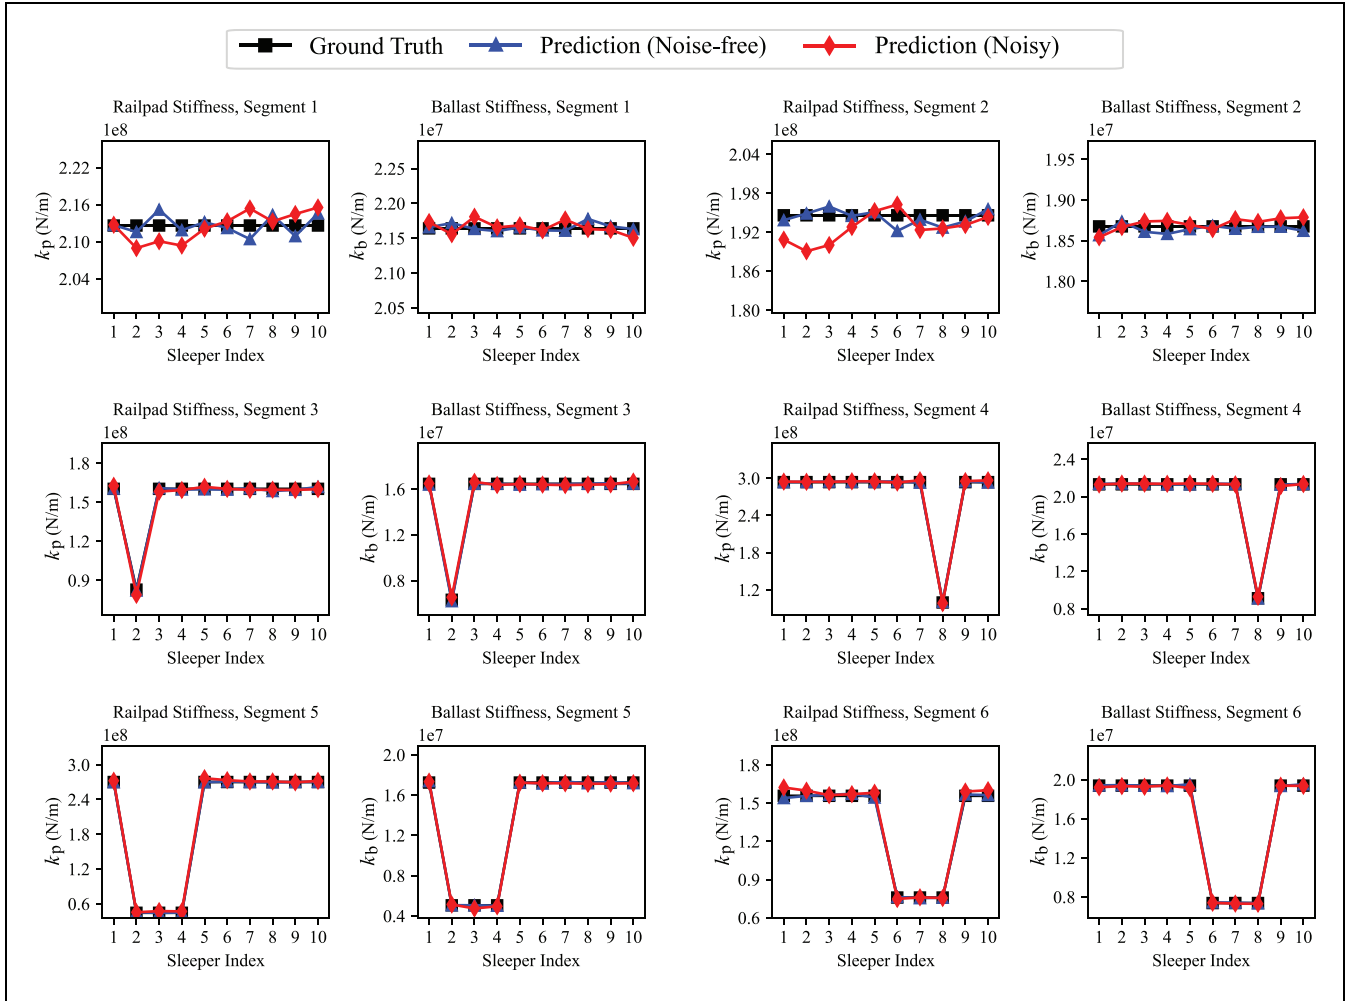 Ground Truth Prediction (Noise-free) Prediction (Noisy)
Railpad Stiffness, Segment 1
1e8
kp (N/m)
2.22
2.16
2.10
2.04
1 2 3 4 5 6 7 8 9 10
Sleeper Index
Ballast Stiffness, Segment 1
1e7
kb (N/m)
2.25
2.20
2.15
2.10
2.05
1 2 3 4 5 6 7 8 9 10
Sleeper Index
Railpad Stiffness, Segment 2
1e8
kp (N/m)
2.04
1.98
1.92
1.86
1.80
1 2 3 4 5 6 7 8 9 10
Sleeper Index
Ballast Stiffness, Segment 2
1e7
kb (N/m)
1.95
1.90
1.85
1.80
1 2 3 4 5 6 7 8 9 10
Sleeper Index
Railpad Stiffness, Segment 3
1e8
kp (N/m)
1.8
1.5
1.2
0.9
1 2 3 4 5 6 7 8 9 10
Sleeper Index
Ballast Stiffness, Segment 3
1e7
kb (N/m)
1.6
1.2
0.8
1 2 3 4 5 6 7 8 9 10
Sleeper Index
Railpad Stiffness, Segment 4
1e8
kp (N/m)
3.0
2.4
1.8
1.2
1 2 3 4 5 6 7 8 9 10
Sleeper Index
Ballast Stiffness, Segment 4
1e7
kb (N/m)
2.4
2.0
1.6
1.2
0.8
1 2 3 4 5 6 7 8 9 10
Sleeper Index
Railpad Stiffness, Segment 5
1e8
kp (N/m)
3.0
2.4
1.8
1.2
0.6
1 2 3 4 5 6 7 8 9 10
Sleeper Index
Ballast Stiffness, Segment 5
1e7
kb (N/m)
2.0
1.6
1.2
0.8
0.4
1 2 3 4 5 6 7 8 9 10
Sleeper Index
Railpad Stiffness, Segment 6
1e8
kp (N/m)
1.8
1.5
1.2
0.9
0.6
1 2 3 4 5 6 7 8 9 10
Sleeper Index
Ballast Stiffness, Segment 6
1e7
kb (N/m)
2.0
1.6
1.2
0.8
1 2 3 4 5 6 7 8 9 10
Sleeper Index